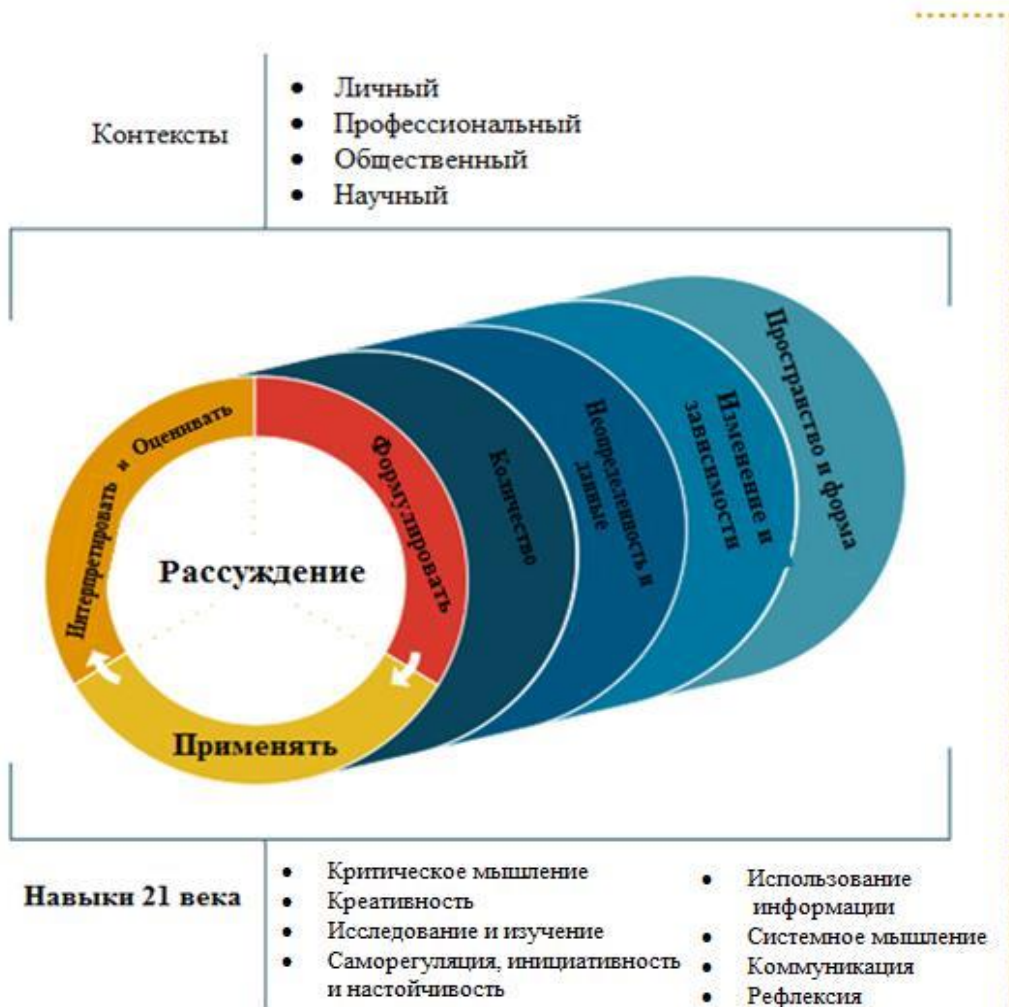 Контексты
• Личный
• Профессиональный
• Общественный
• Научный
Интерпретировать и Оценивать
Формулировать
Применять
Рассуждение
Количество
Неопределенность и
данные
Изменение и
зависимости
Пространство и форма
Навыки 21 века
• Критическое мышление
• Креативность
• Исследование и изучение
• Саморегуляция, инициативность
и настойчивость
• Использование
информации
• Системное мышление
• Коммуникация
• Рефлексия